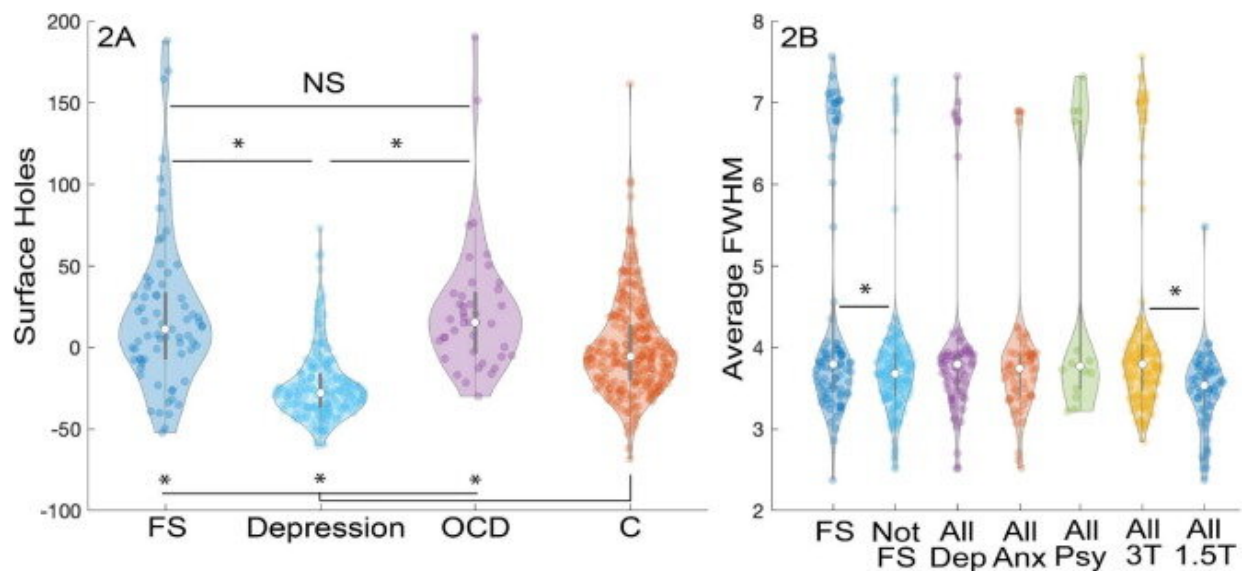 2A
200
150
100
50
0
-50
-100
Surface Holes
NS
*
*
*
*
*
FS
Depression
OCD
C
2B
8
7
6
5
4
3
2
Average FWHM
*
*
FS
Not
FS
All
Dep
All
Anx
All
Psy
All
3T
All
1.5T